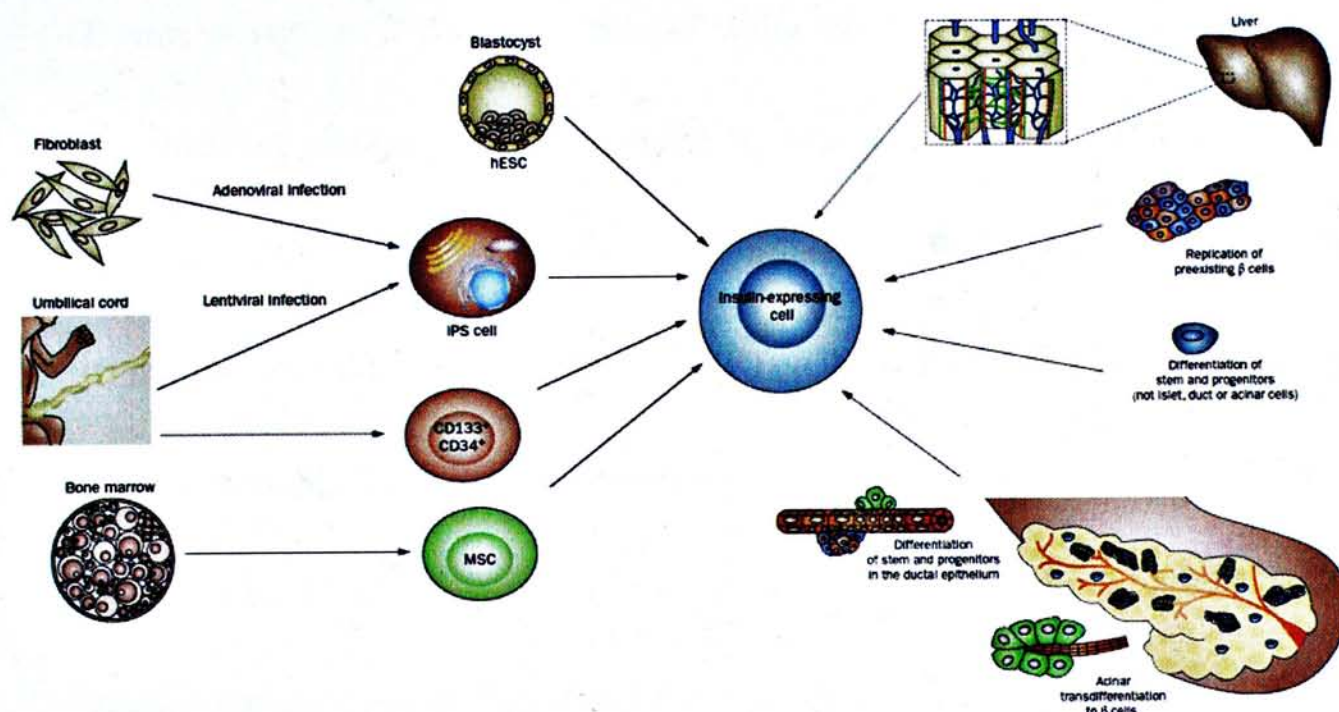 Blastocyst
hESC
Liver
Fibroblast
Adenoviral infection
Umbilical cord
Lentiviral infection
iPS cell
Insulin-expressing
cell
Replication of
preexisting β cells
Differentiation of
stem and progenitors
(not islet, duct or acinar cells)
CD133⁺
CD34⁺
Bone marrow
MSC
Differentiation
of stem and progenitors
in the ductal epithelium
Acinar
transdifferentiation
to β cells